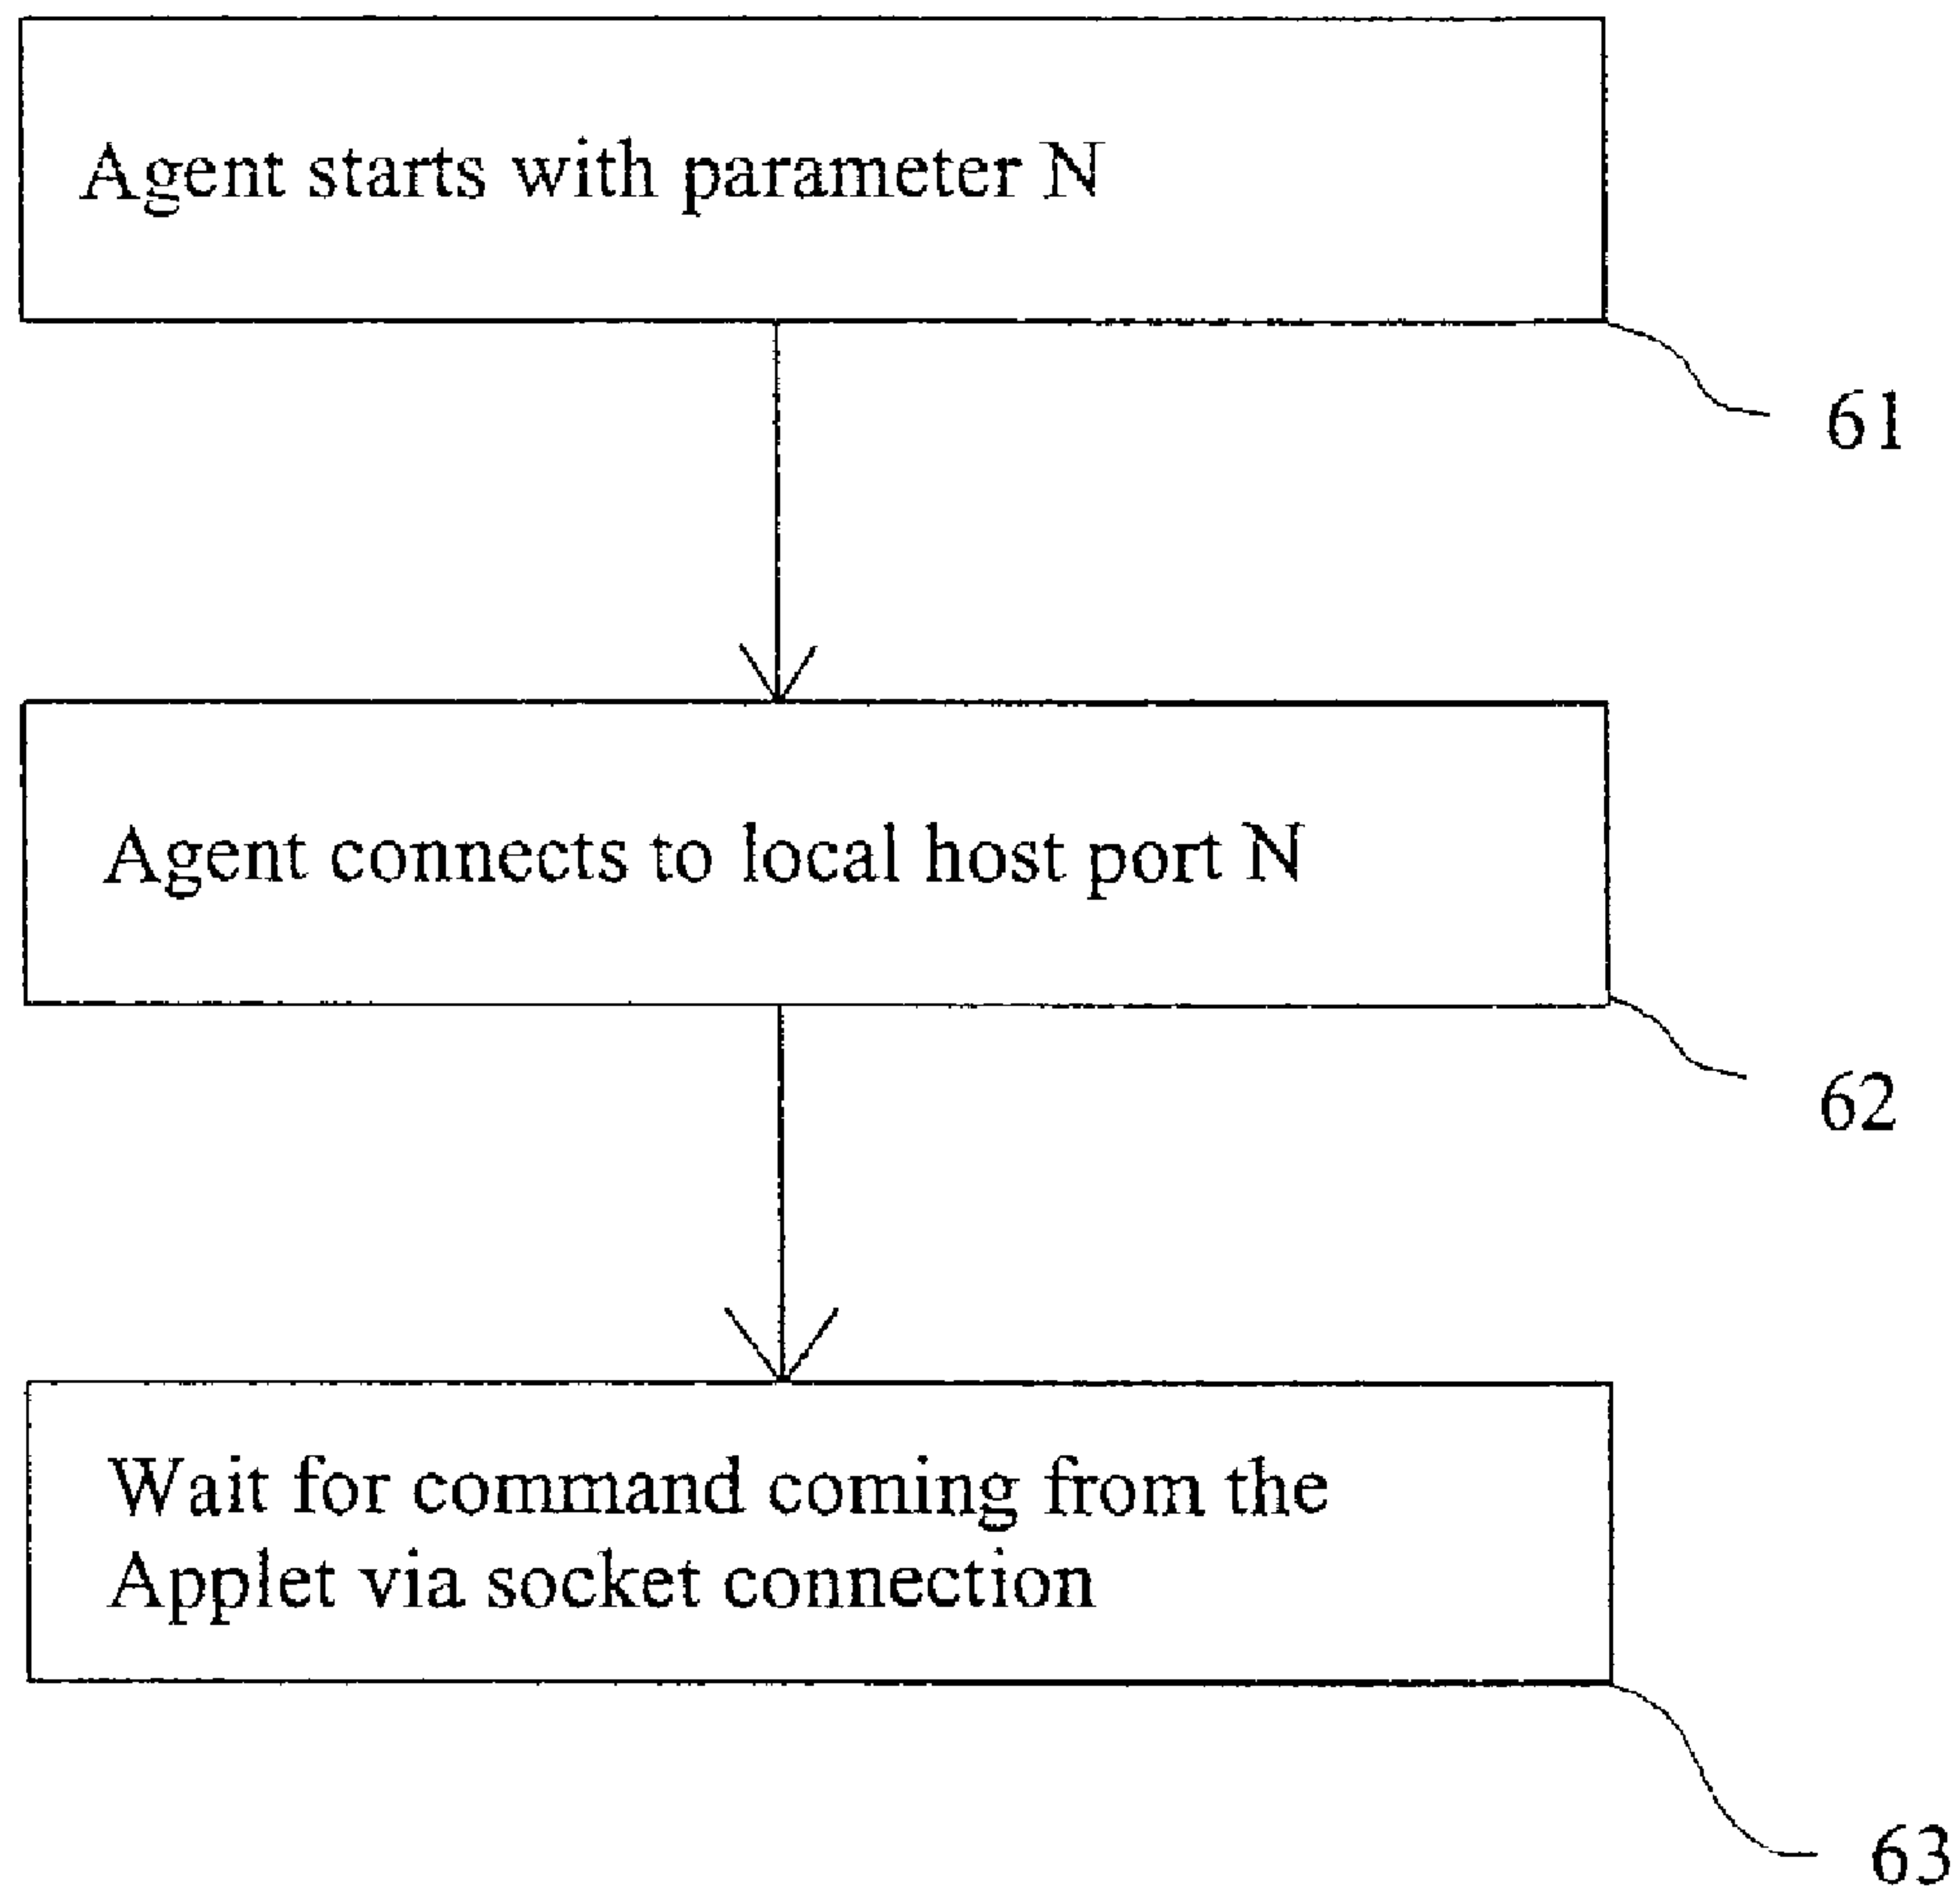 Agent starts with parameter N
61
Agent connects to local host port N
62
Wait for command coming from the
Applet via socket connection
63